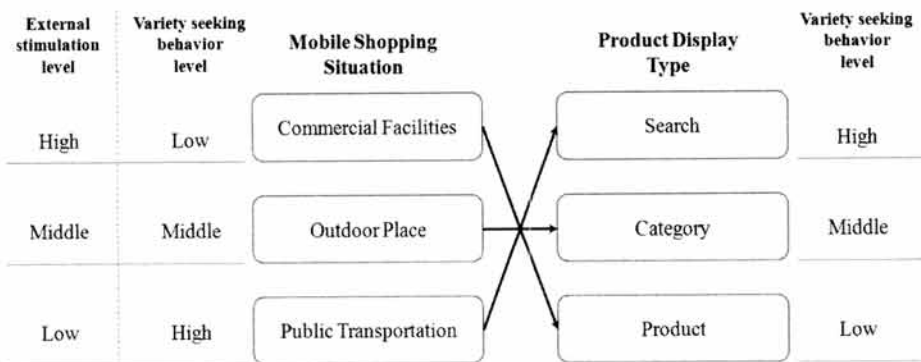 External
stimulation
level
Variety seeking
behavior
level
Mobile Shopping
Situation
Product Display
Type
Variety seeking
behavior
level
High
Low
Commercial Facilities
Search
High
Middle
Middle
Outdoor Place
Category
Middle
Low
High
Public Transportation
Product
Low